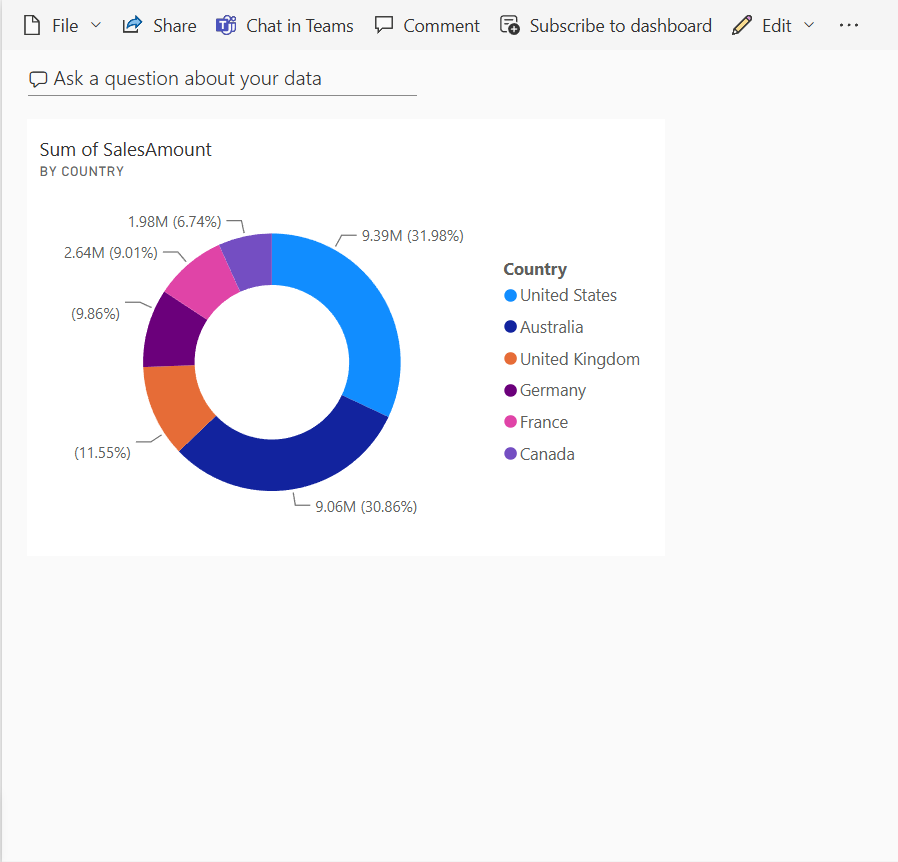 File Share Chat in Teams Comment Subscribe to dashboard Edit ...
Ask a question about your data
Sum of SalesAmount
BY COUNTRY
1.98M (6.74%)
9.39M (31.98%)
2.64M (9.01%)
(9.86%)
(11.55%)
9.06M (30.86%)
Country
United States
Australia
United Kingdom
Germany
France
Canada